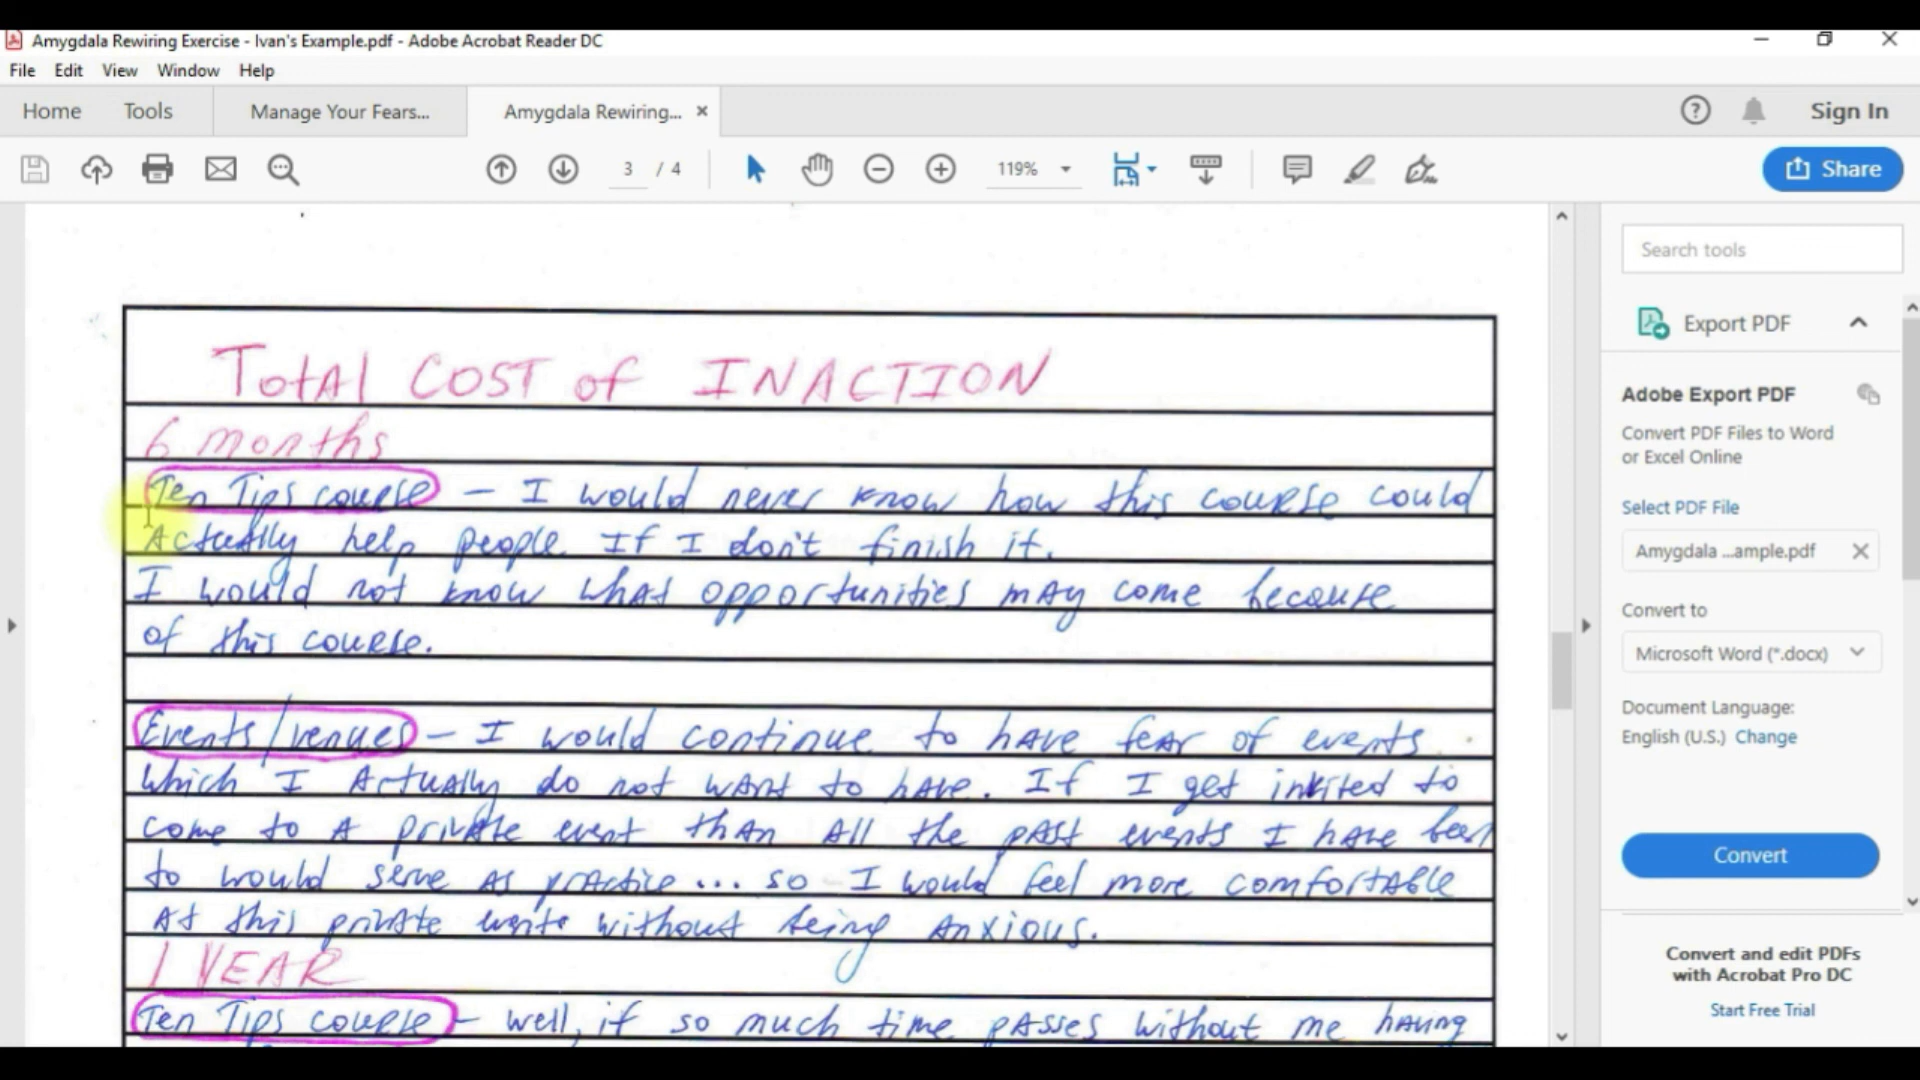 Amygdala Rewiring Exercise - Ivan's Example.pdf - Adobe Acrobat Reader DC
File Edit View Window Help
Home Tools Manage Your Fears... Amygdala Rewiring... Sign In
3 / 4 119% Share
Search tools
Export PDF
Adobe Export PDF
Convert PDF Files to Word
or Excel Online
Select PDF File
Amygdala ...ample.pdf
Convert to
Microsoft Word (*.docx)
Document Language:
English (U.S.) Change
Convert
Convert and edit PDFs
with Acrobat Pro DC
Start Free Trial
Total COST of INACTION
6 months
Ten Tips course - I would never know how this course could
Actually help people If I don't finish it.
I would not know what opportunities may come because
of this course.
Events/venues - I would continue to have fear of events
which I actually do not want to have. If I get invited to
come to a private event than all the past events I have been
to would serve as practice... so I would feel more comfortable
At this private without being anxious.
1 YEAR
Ten Tips course - well, if so much time passes without me having